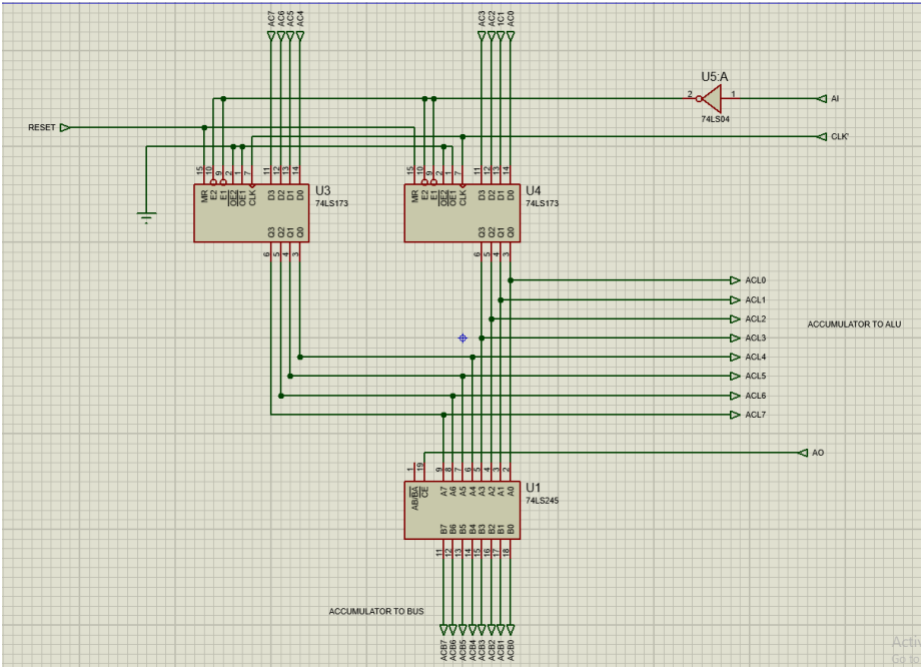 AC7 AC6 AC5 AC4
AC3 AC2 1C1 AC0
U5:A
2 1
74LS04
AI
RESET
CLK'
15 10 9 2 1 7 11 12 13 14
MR E2 E1 OE2 OE1 CLK D3 D2 D1 D0
Q3 Q2 Q1 Q0
6 5 4 3
U3
74LS173
15 10 9 2 1 7 11 12 13 14
MR E2 E1 OE2 OE1 CLK D3 D2 D1 D0
Q3 Q2 Q1 Q0
6 5 4 3
U4
74LS173
ACL0
ACL1
ACL2
ACL3
ACL4
ACL5
ACL6
ACL7
ACCUMULATOR TO ALU
AO
1 19 9 8 7 6 5 4 3 2
AB/BA CE A7 A6 A5 A4 A3 A2 A1 A0
B7 B6 B5 B4 B3 B2 B1 B0
11 12 13 14 15 16 17 18
U1
74LS245
ACCUMULATOR TO BUS
ACB7 ACB6 ACB5 ACB4 ACB3 ACB2 ACB1 ACB0
Go to